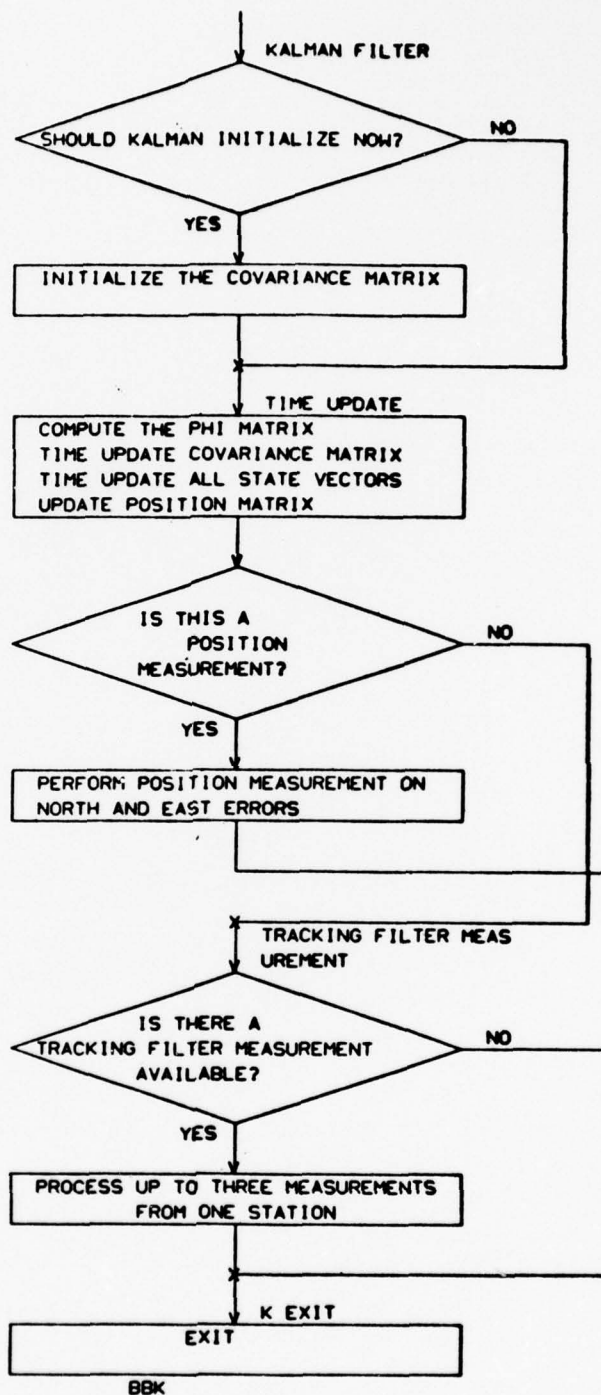 KALMAN FILTER
SHOULD KALMAN INITIALIZE NOW?
NO
YES
INITIALIZE THE COVARIANCE MATRIX
TIME UPDATE
COMPUTE THE PHI MATRIX
TIME UPDATE COVARIANCE MATRIX
TIME UPDATE ALL STATE VECTORS
UPDATE POSITION MATRIX
IS THIS A
POSITION
MEASUREMENT?
NO
YES
PERFORM POSITION MEASUREMENT ON
NORTH AND EAST ERRORS
TRACKING FILTER MEAS
UREMENT
IS THERE A
TRACKING FILTER MEASUREMENT
AVAILABLE?
NO
YES
PROCESS UP TO THREE MEASUREMENTS
FROM ONE STATION
K EXIT
EXIT
BBK